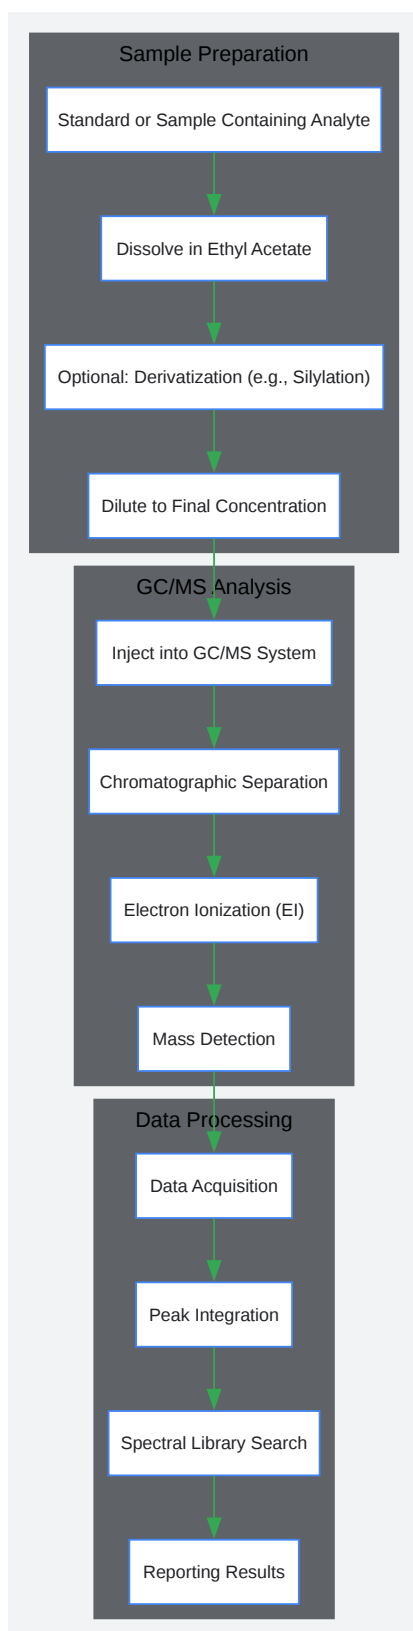 Sample Preparation
Standard or Sample Containing Analyte
Dissolve in Ethyl Acetate
Optional: Derivatization (e.g., Silylation)
Dilute to Final Concentration
GC/MS Analysis
Inject into GC/MS System
Chromatographic Separation
Electron Ionization (EI)
Mass Detection
Data Processing
Data Acquisition
Peak Integration
Spectral Library Search
Reporting Results